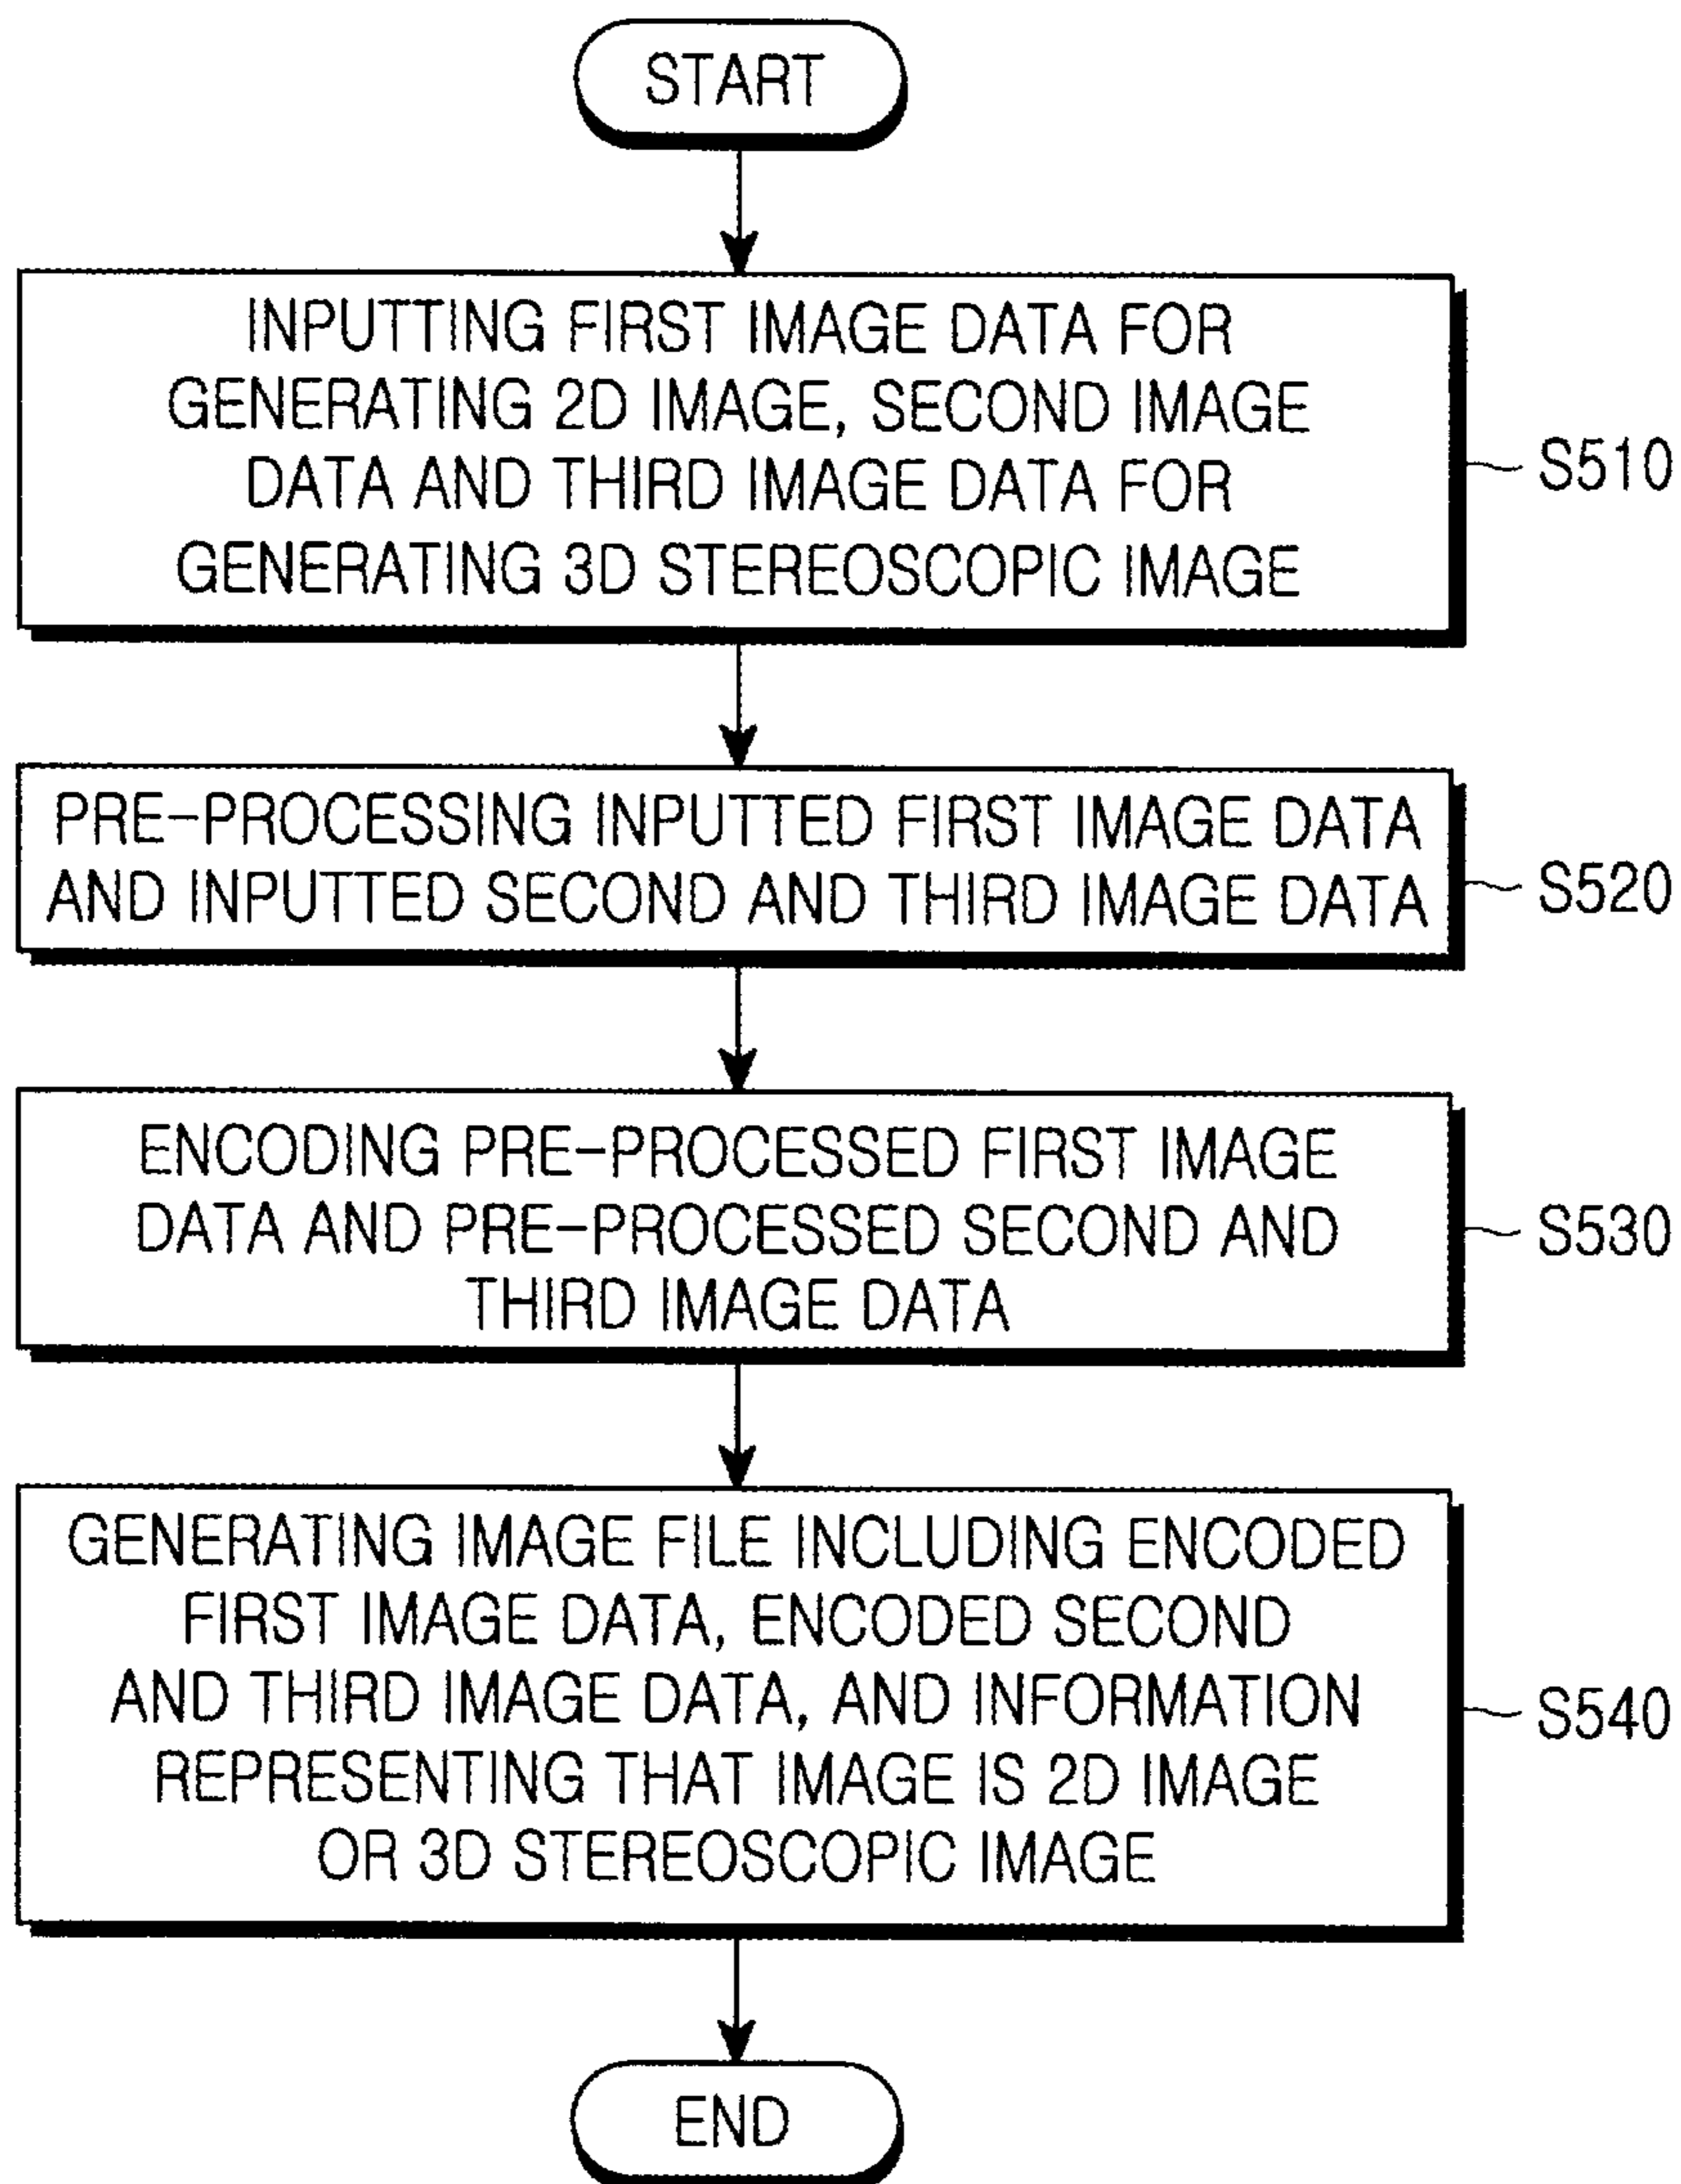 START
INPUTTING FIRST IMAGE DATA FOR
GENERATING 2D IMAGE, SECOND IMAGE
DATA AND THIRD IMAGE DATA FOR
GENERATING 3D STEREOSCOPIC IMAGE
S510
PRE-PROCESSING INPUTTED FIRST IMAGE DATA
AND INPUTTED SECOND AND THIRD IMAGE DATA
S520
ENCODING PRE-PROCESSED FIRST IMAGE
DATA AND PRE-PROCESSED SECOND AND
THIRD IMAGE DATA
S530
GENERATING IMAGE FILE INCLUDING ENCODED
FIRST IMAGE DATA, ENCODED SECOND
AND THIRD IMAGE DATA, AND INFORMATION
REPRESENTING THAT IMAGE IS 2D IMAGE
OR 3D STEREOSCOPIC IMAGE
S540
END